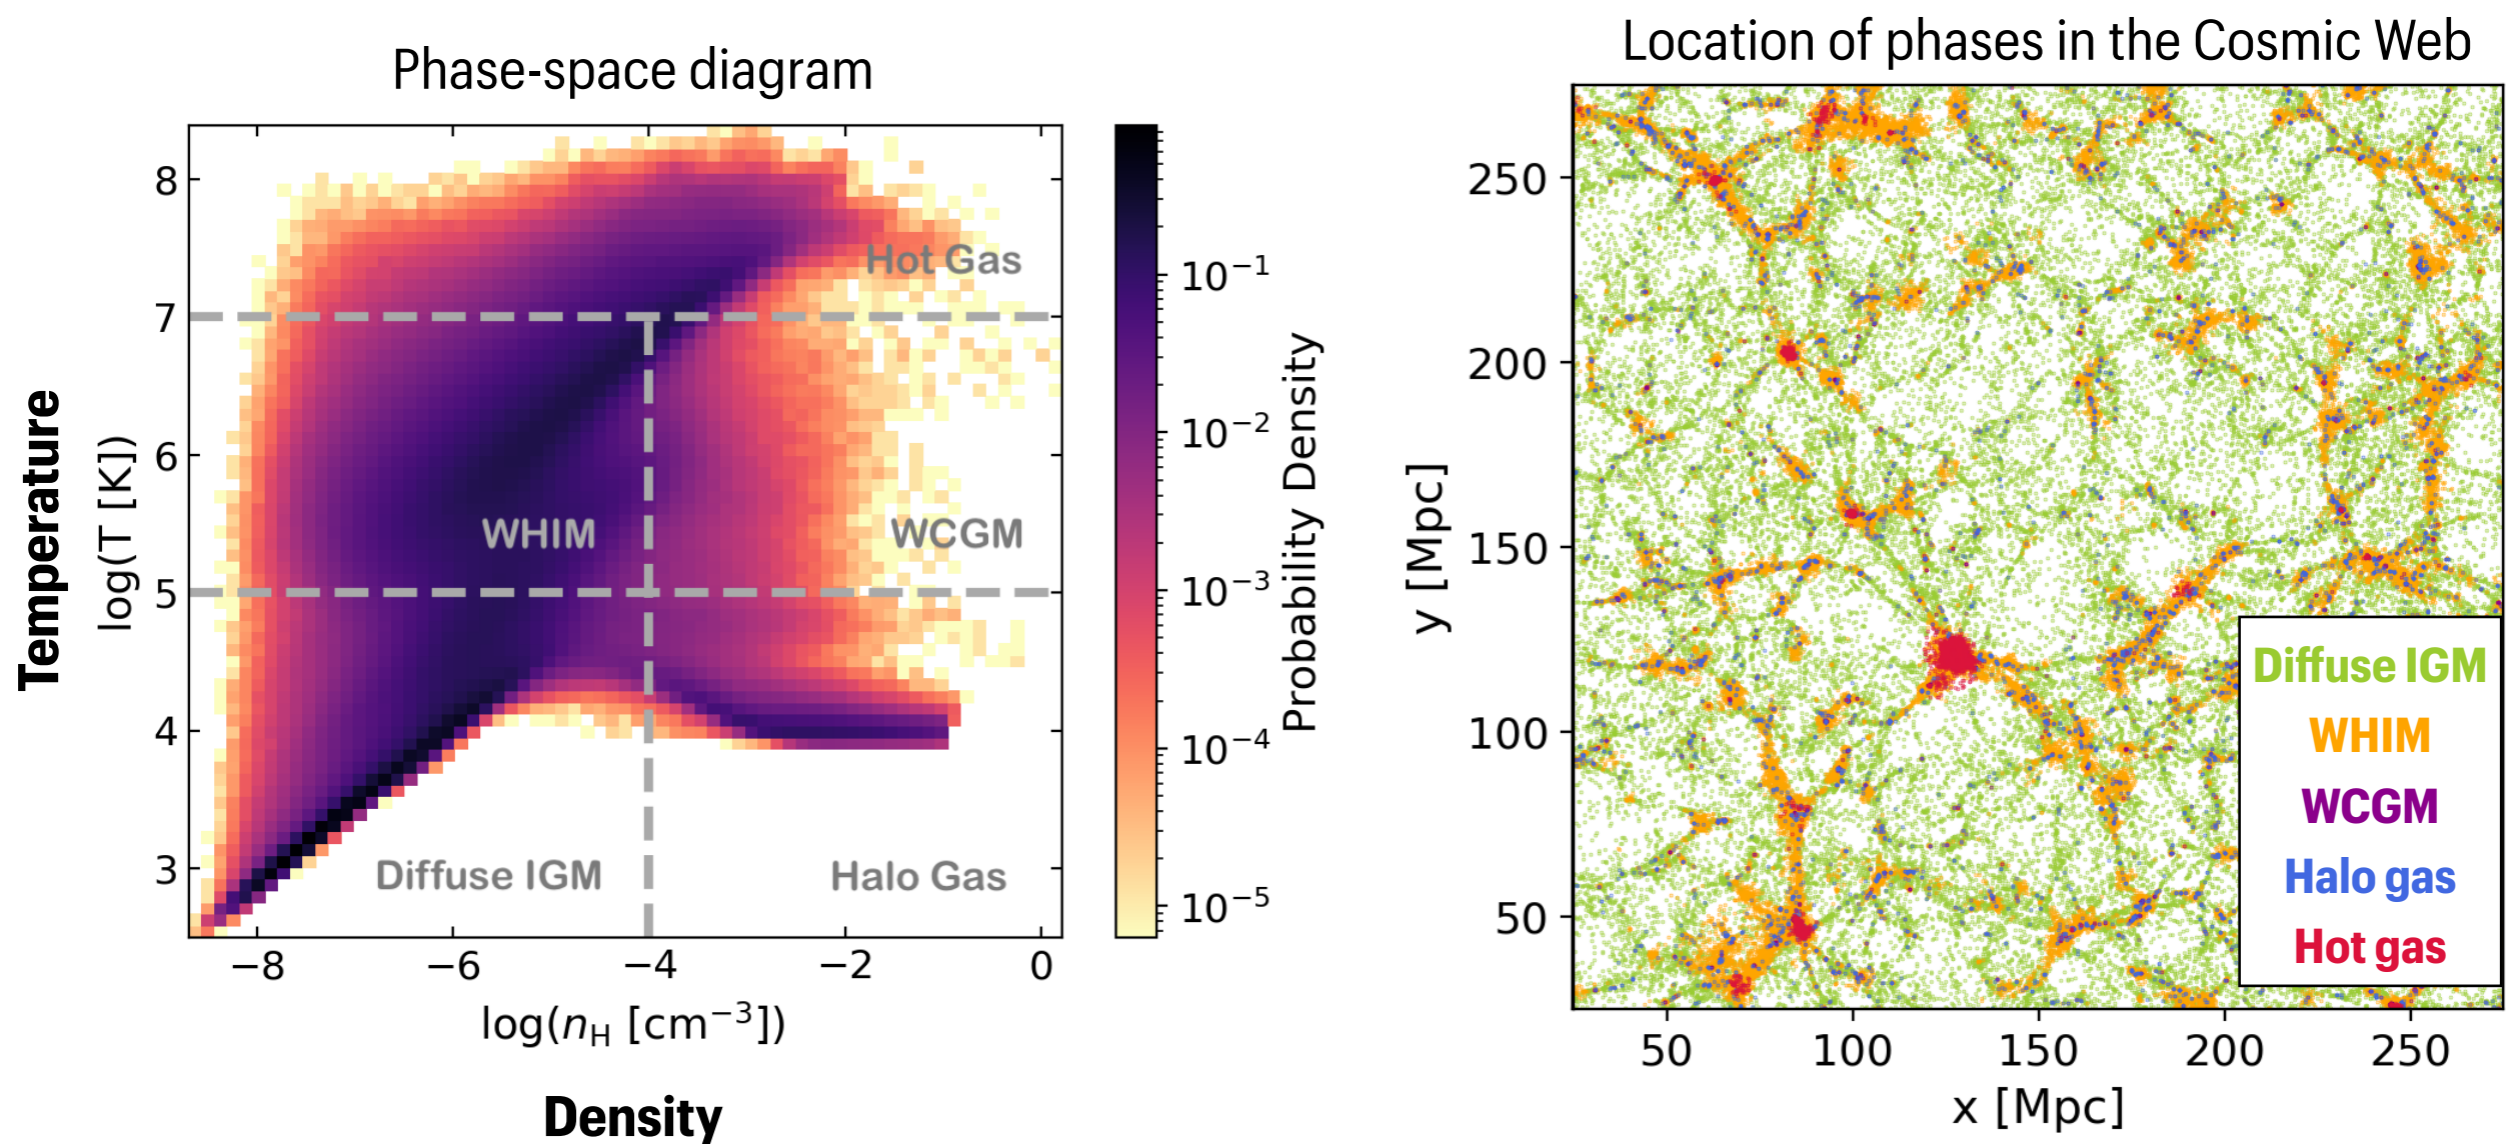 Phase-space diagram
Temperature
log(T [K])
8
7
6
5
4
3
Hot Gas
WHIM
WCGM
Diffuse IGM
Halo Gas
−8
−6
−4
−2
0
log(n_H [cm⁻³])
Density
10⁻¹
10⁻²
10⁻³
10⁻⁴
10⁻⁵
Probability Density
Location of phases in the Cosmic Web
y [Mpc]
250
200
150
100
50
Diffuse IGM
WHIM
WCGM
Halo gas
Hot gas
50
100
150
200
250
x [Mpc]